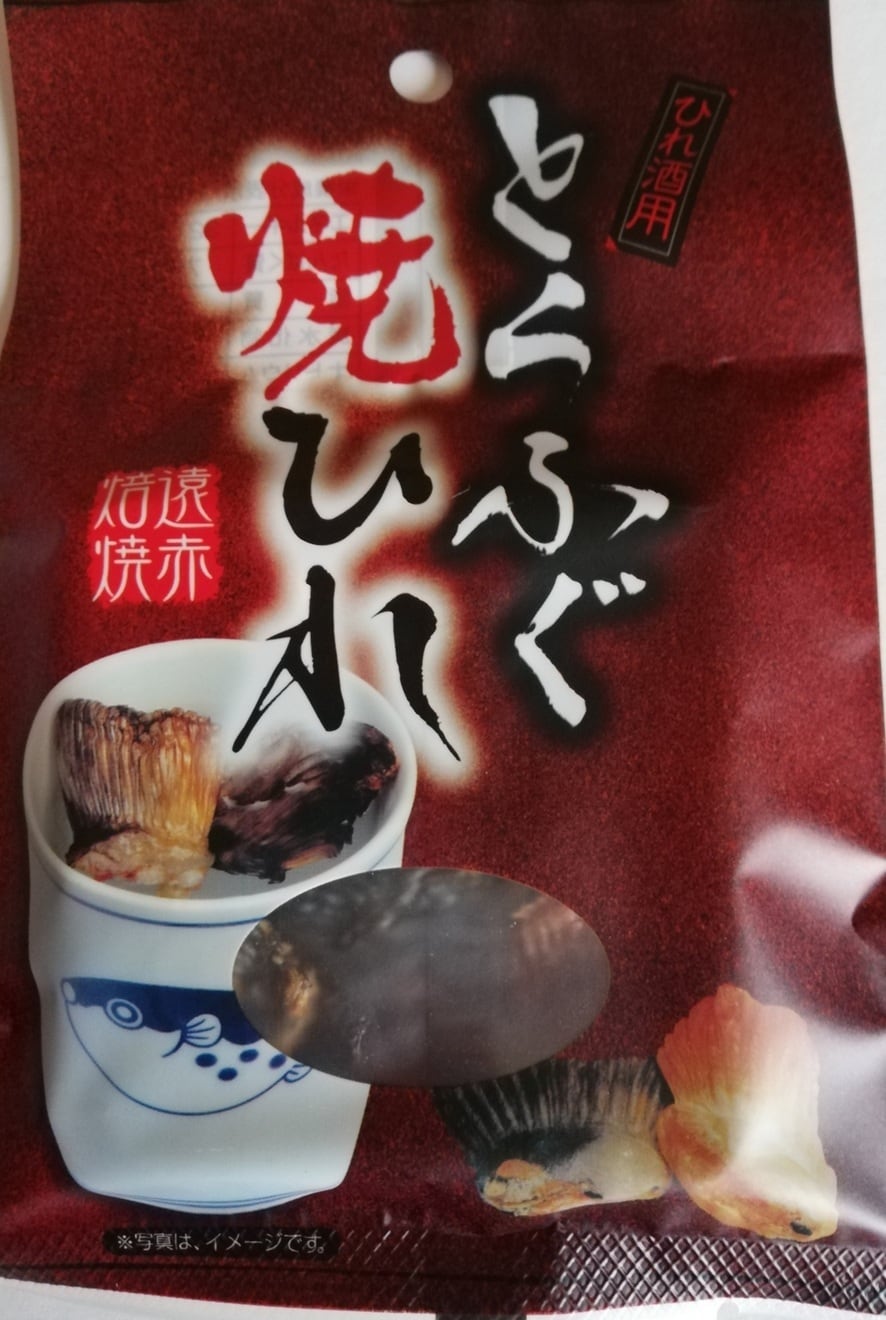 ひれ酒用
とらふぐ
焼ひれ
遠赤
焙焼
※写真は、イメージです。